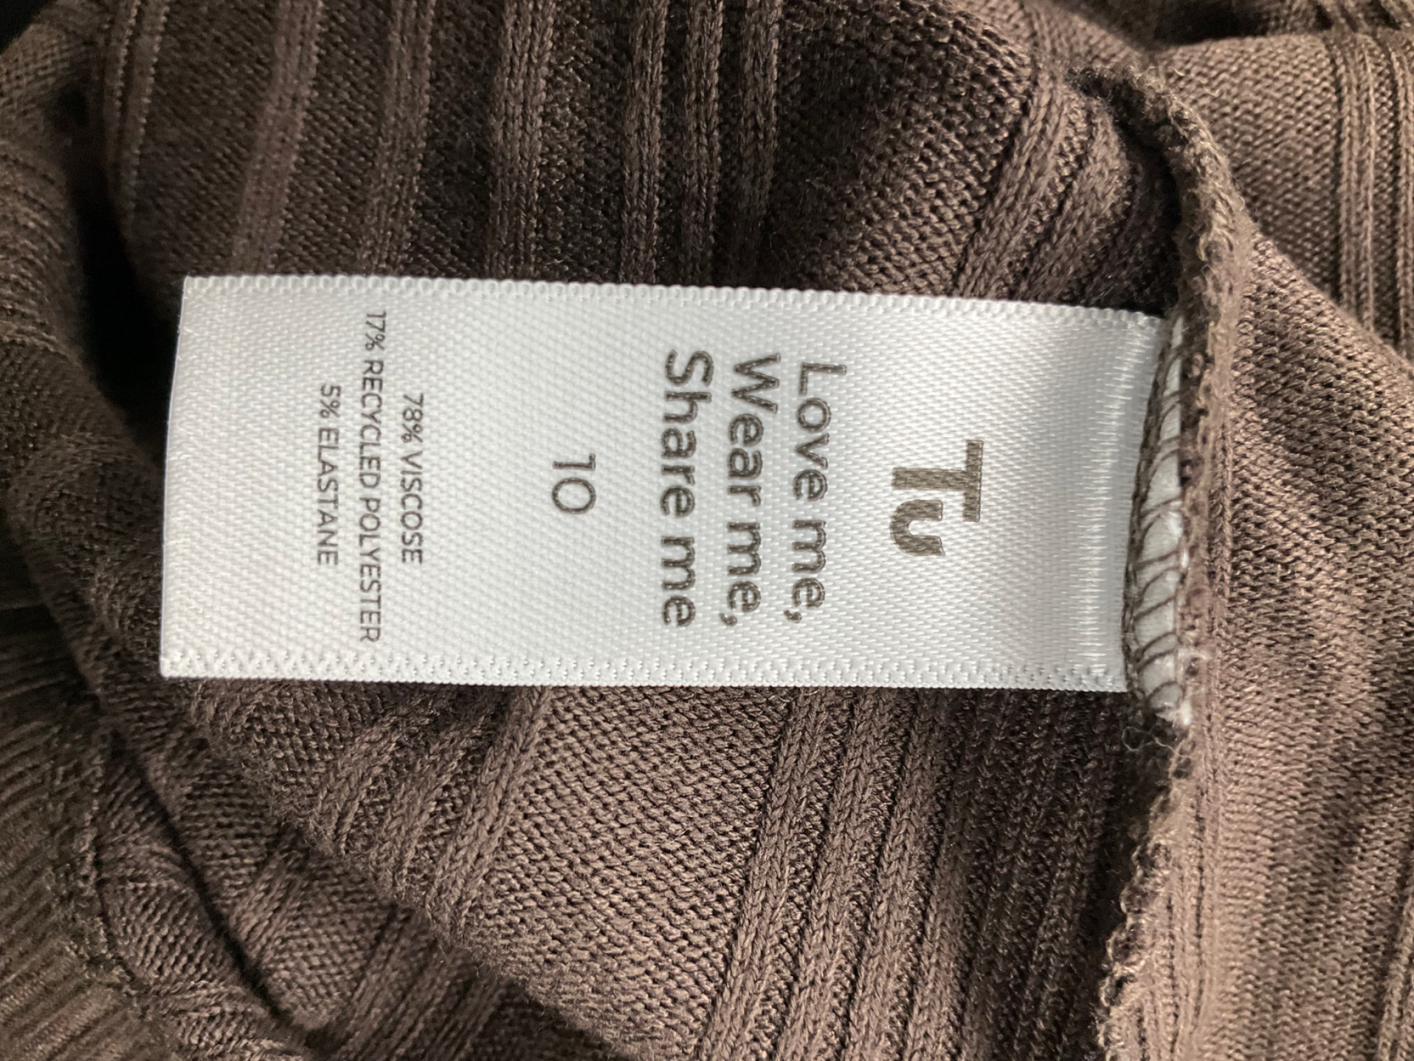 Tu
Love me,
Wear me,
Share me
10
78% VISCOSE
17% RECYCLED POLYESTER
5% ELASTANE